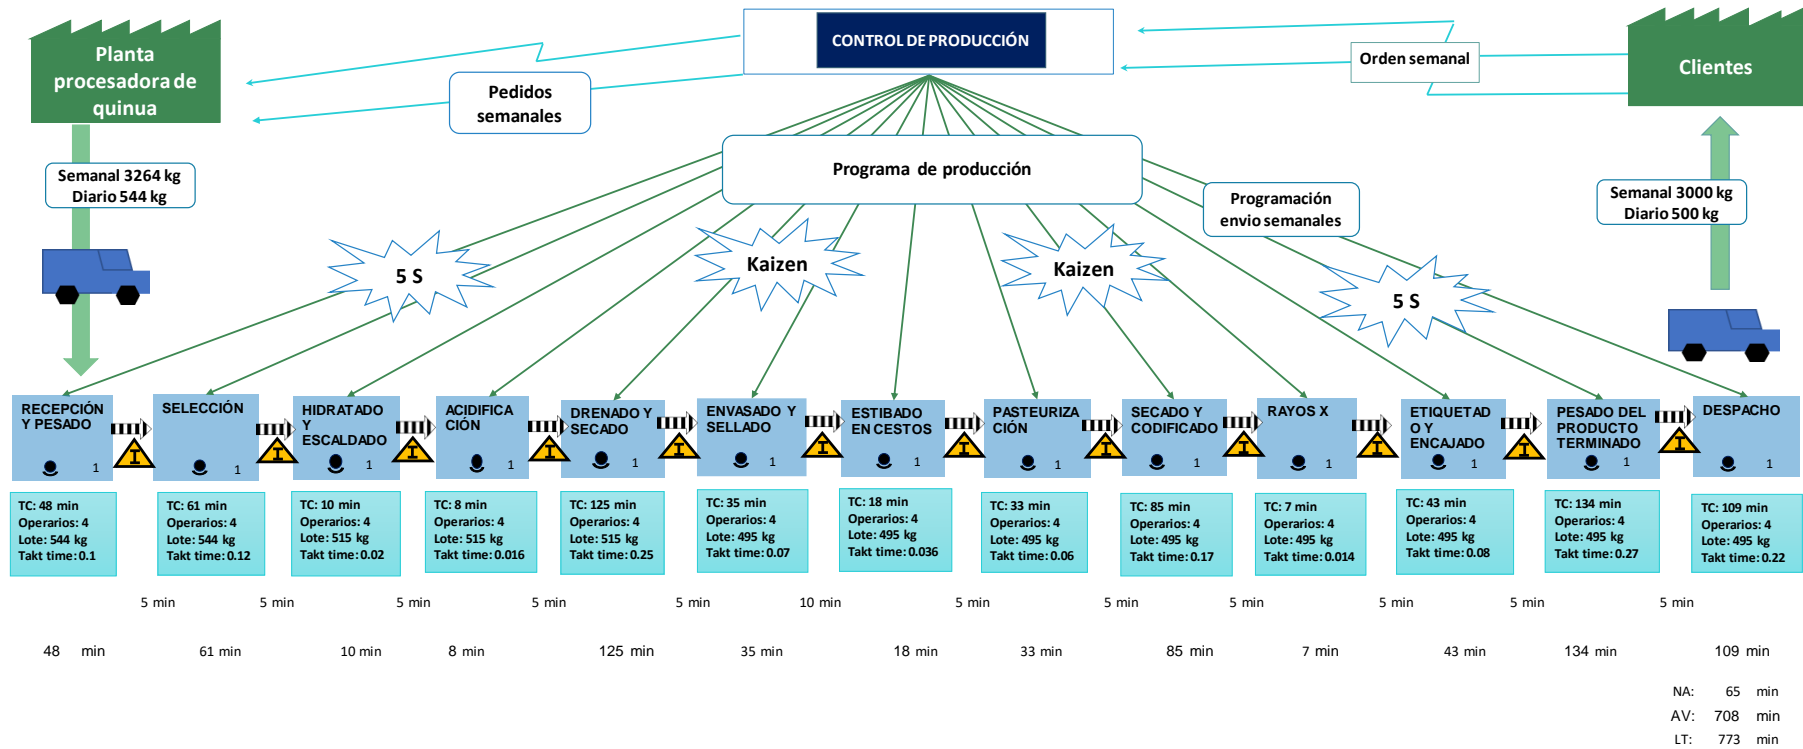 Planta
procesadora de
quinua
CONTROL DE PRODUCCIÓN
Orden semanal
Clientes
Pedidos
semanales
Programa de producción
Semanal 3264 kg
Diario 544 kg
Programación
envio semanales
Semanal 3000 kg
Diario 500 kg
5 S
Kaizen
Kaizen
5 S
RECEPCIÓN
Y PESADO
1
SELECCIÓN
1
HIDRATADO
Y
ESCALDADO
1
ACIDIFICA
CIÓN
1
DRENADO Y
SECADO
1
ENVASADO Y
SELLADO
1
ESTIBADO
EN CESTOS
1
PASTEURIZA
CIÓN
1
SECADO Y
CODIFICADO
1
RAYOS X
1
ETIQUETAD
O Y
ENCAJADO
1
PESADO DEL
PRODUCTO
TERMINADO
1
DESPACHO
1
I I I I I I I I I I I I
TC: 48 min
Operarios: 4
Lote: 544 kg
Takt time: 0.1
TC: 61 min
Operarios: 4
Lote: 544 kg
Takt time: 0.12
TC: 10 min
Operarios: 4
Lote: 515 kg
Takt time: 0.02
TC: 8 min
Operarios: 4
Lote: 515 kg
Takt time: 0.016
TC: 125 min
Operarios: 4
Lote: 515 kg
Takt time: 0.25
TC: 35 min
Operarios: 4
Lote: 495 kg
Takt time: 0.07
TC: 18 min
Operarios: 4
Lote: 495 kg
Takt time: 0.036
TC: 33 min
Operarios: 4
Lote: 495 kg
Takt time: 0.06
TC: 85 min
Operarios: 4
Lote: 495 kg
Takt time: 0.17
TC: 7 min
Operarios: 4
Lote: 495 kg
Takt time: 0.014
TC: 43 min
Operarios: 4
Lote: 495 kg
Takt time: 0.08
TC: 134 min
Operarios: 4
Lote: 495 kg
Takt time: 0.27
TC: 109 min
Operarios: 4
Lote: 495 kg
Takt time: 0.22
5 min 5 min 5 min 5 min 5 min 10 min 5 min 5 min 5 min 5 min 5 min 5 min
48 min 61 min 10 min 8 min 125 min 35 min 18 min 33 min 85 min 7 min 43 min 134 min 109 min
NA: 65 min
AV: 708 min
LT: 773 min